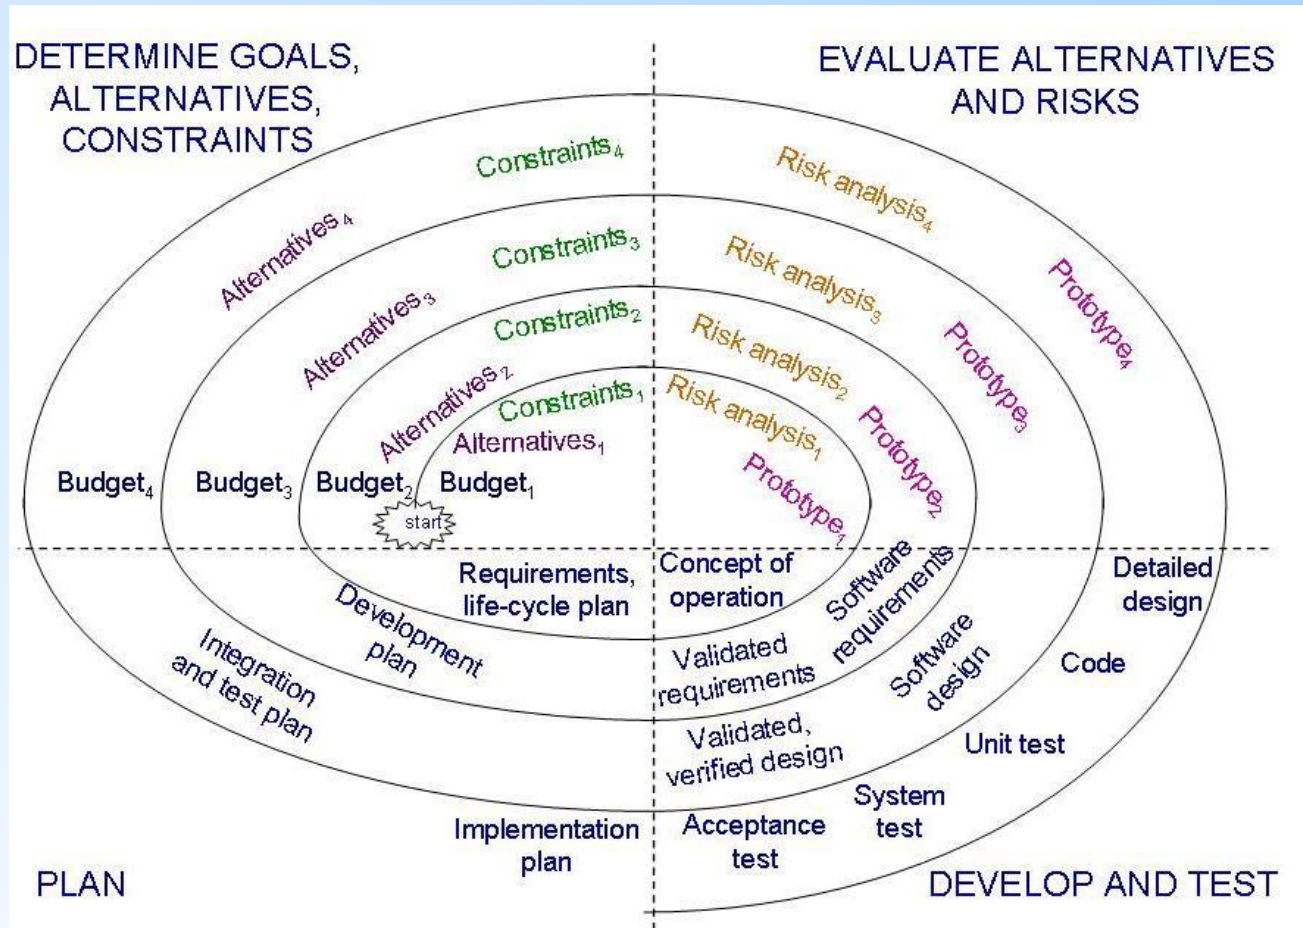 DETERMINE GOALS,
ALTERNATIVES,
CONSTRAINTS
EVALUATE ALTERNATIVES
AND RISKS
Constraints₄
Alternatives₄
Constraints₃
Alternatives₃
Constraints₂
Alternatives₂
Constraints₁
Alternatives₁
Budget₄
Budget₃
Budget₂
Budget₁
start
Risk analysis₄
Risk analysis₃
Risk analysis₂
Risk analysis₁
Prototype₄
Prototype₃
Prototype₂
Prototype₁
Requirements,
life-cycle plan
Development
plan
Integration
and test plan
Implementation
plan
Concept of
operation
Software
requirements
Validated
requirements
Software
design
Validated,
verified design
Detailed
design
Code
Unit test
System
test
Acceptance
test
PLAN
DEVELOP AND TEST